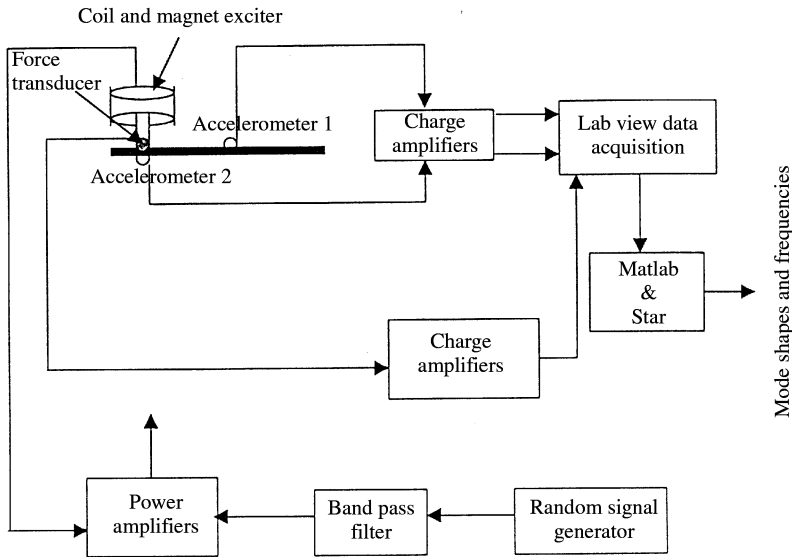 Coil and magnet exciter
Force
transducer
Accelerometer 1
Accelerometer 2
Charge
amplifiers
Lab view data
acquisition
Matlab
&
Star
Mode shapes and frequencies
Charge
amplifiers
Power
amplifiers
Band pass
filter
Random signal
generator